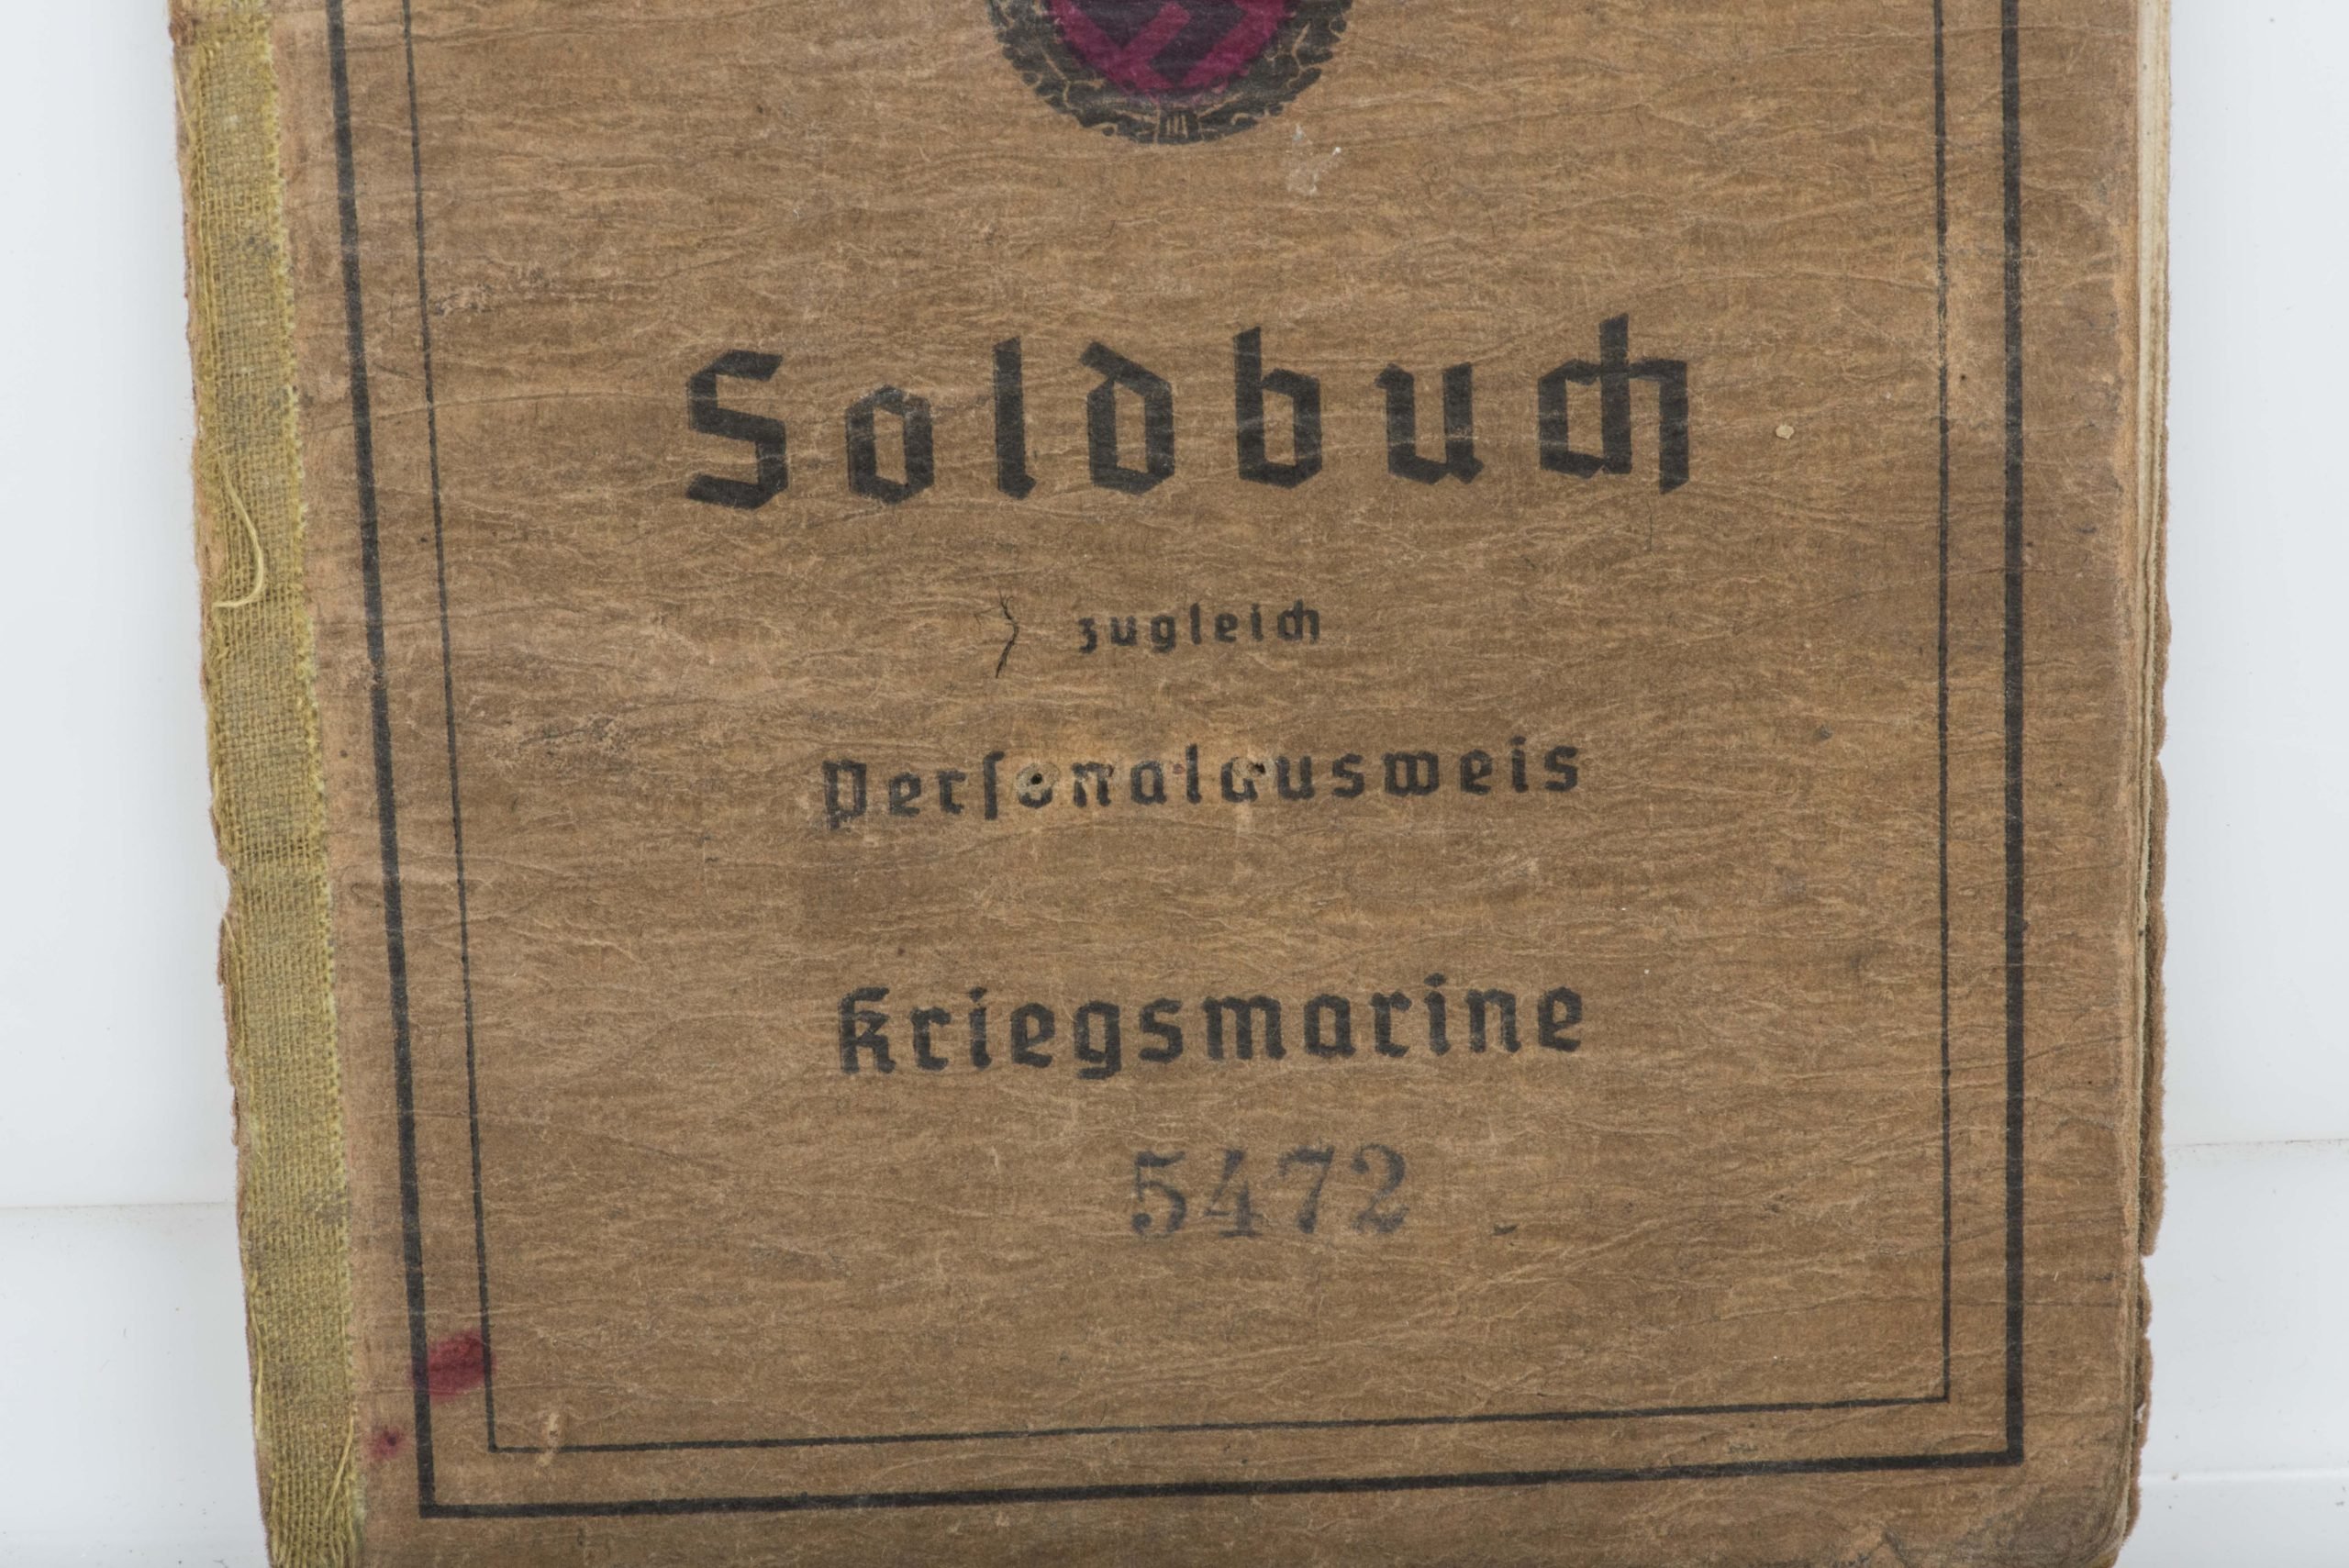 Soldbuch
zugleich
Personalausweis
Kriegsmarine
5472